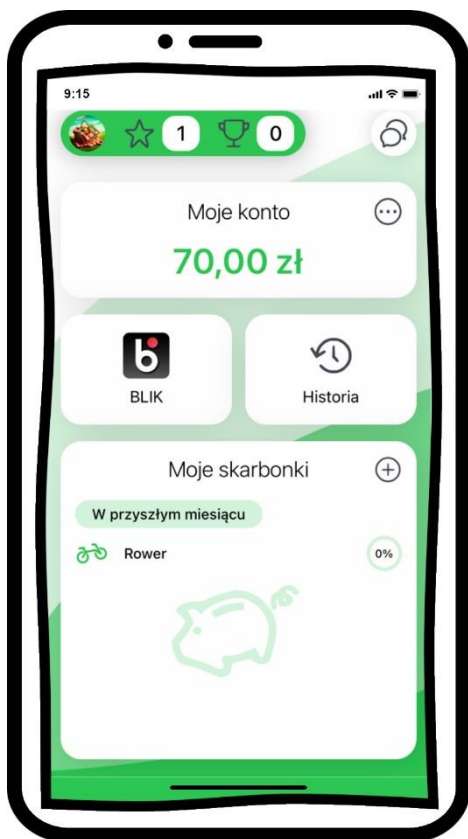 9:15
1 0
Moje konto
70,00 zł
BLIK Historia
Moje skarbonki
W przyszłym miesiącu
Rower 0%